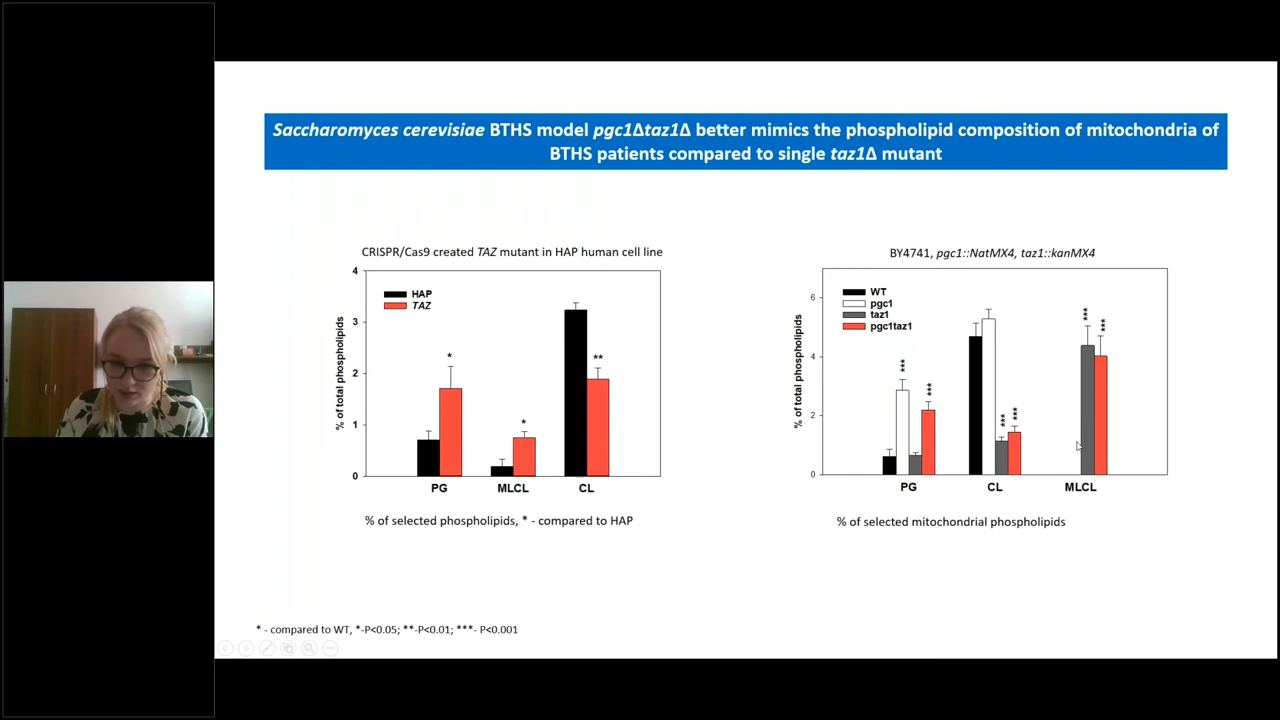 Saccharomyces cerevisiae BTHS model pgc1Δtaz1Δ better mimics the phospholipid composition of mitochondria of
BTHS patients compared to single taz1Δ mutant
CRISPR/Cas9 created TAZ mutant in HAP human cell line
4
3
2
1
0
% of total phospholipids
HAP
TAZ
*
*
**
PG
MLCL
CL
% of selected phospholipids, * - compared to HAP
BY4741, pgc1::NatMX4, taz1::kanMX4
6
4
2
0
% of total phospholipids
WT
pgc1
taz1
pgc1taz1
***
***
***
***
***
***
PG
CL
MLCL
% of selected mitochondrial phospholipids
* - compared to WT, *-P<0.05; **-P<0.01; ***- P<0.001